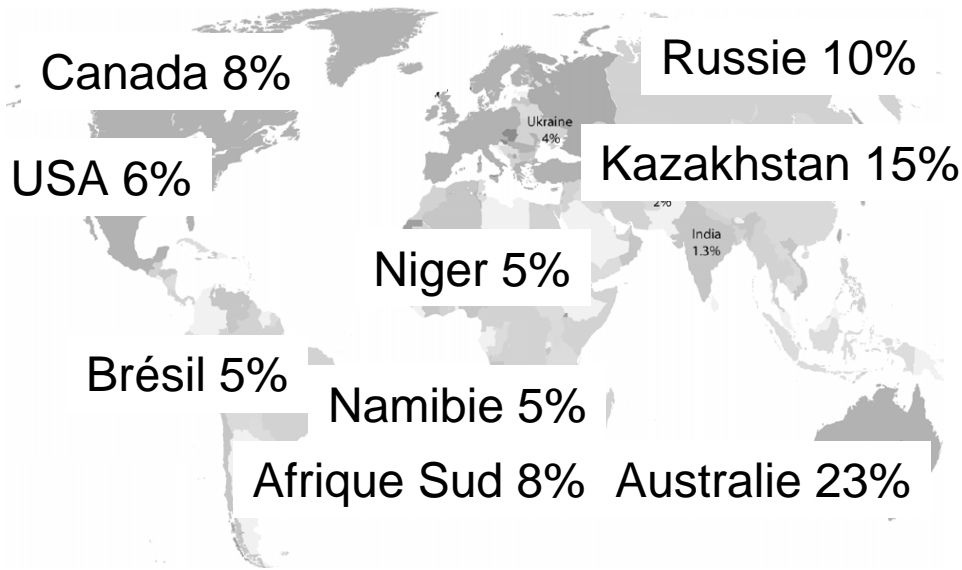 Canada 8%
Russie 10%
Ukraine
4%
USA 6%
Kazakhstan 15%
2%
India
1.3%
Niger 5%
Brésil 5%
Namibie 5%
Afrique Sud 8%
Australie 23%